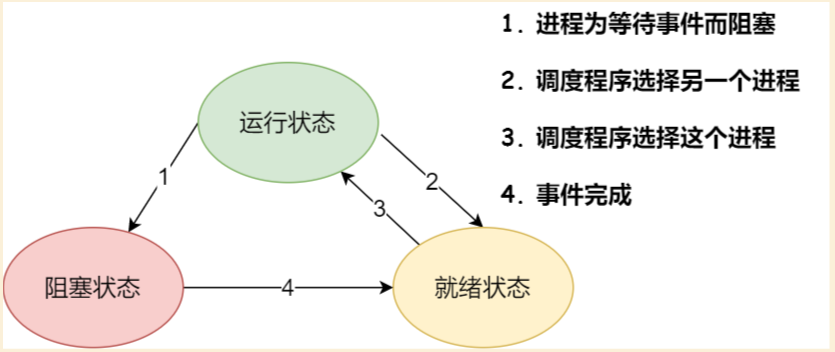 1. 进程为等待事件而阻塞
2. 调度程序选择另一个进程
3. 调度程序选择这个进程
4. 事件完成
运行状态
1
2
3
阻塞状态
4
就绪状态